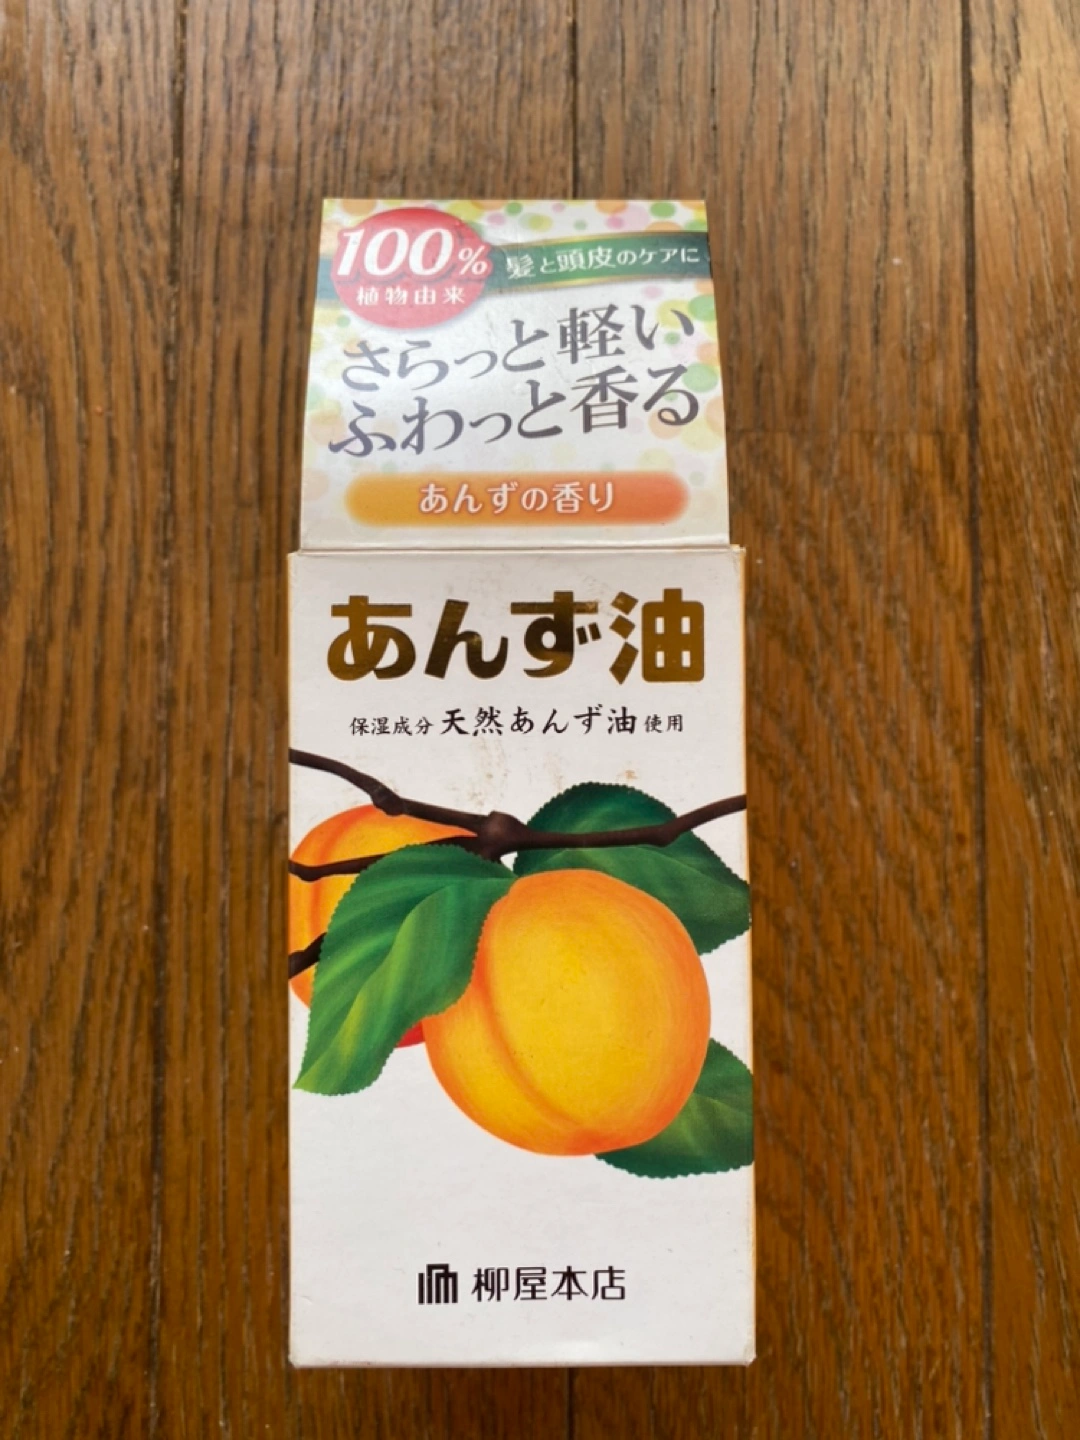 100%
植物由来
髪と頭皮のケアに
さらっと軽い
ふわっと香る
あんずの香り
あんず油
保湿成分 天然あんず油 使用
柳屋本店